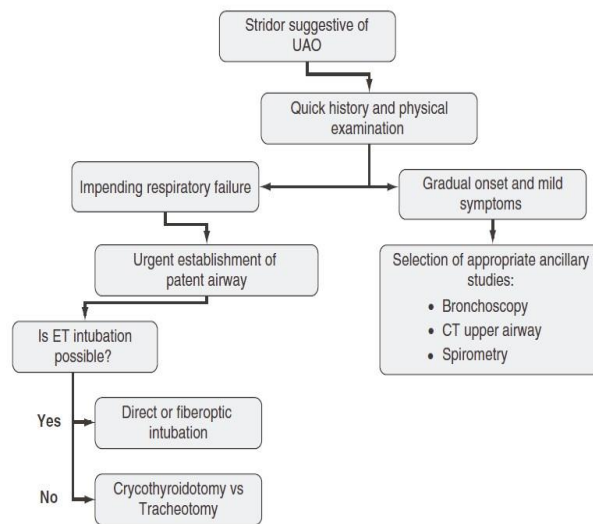 Stridor suggestive of
UAO
Quick history and physical
examination
Impending respiratory failure
Gradual onset and mild
symptoms
Urgent establishment of
patent airway
Selection of appropriate ancillary
studies:
• Bronchoscopy
• CT upper airway
• Spirometry
Is ET intubation
possible?
Yes
Direct or fiberoptic
intubation
No
Crycothyroidotomy vs
Tracheotomy